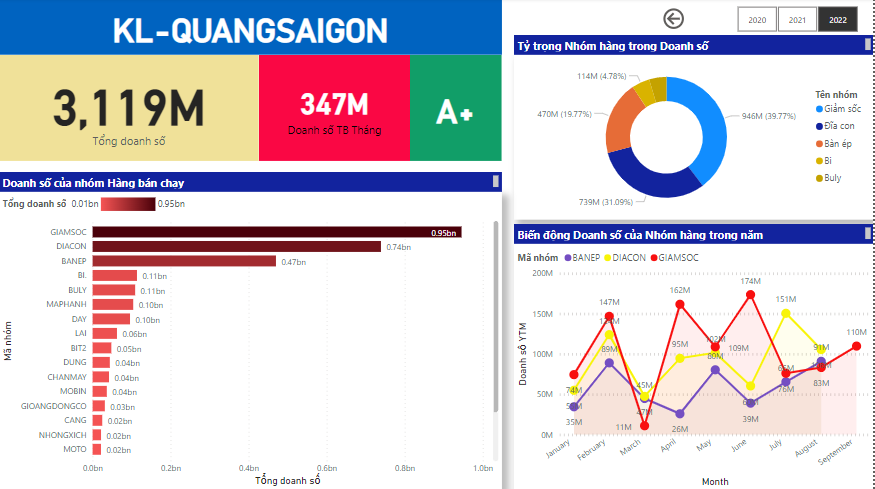 KL-QUANGSAIGON
3,119M
Tổng doanh số
347M
Doanh số TB Tháng
A+
2020
2021
2022
Tỷ trọng Nhóm hàng trong Doanh số
114M (4.78%)
470M (19.77%)
946M (39.77%)
739M (31.09%)
Tên nhóm
Giảm sốc
Đĩa con
Bàn ép
Bi
Buly
Doanh số của nhóm Hàng bán chạy
Tổng doanh số 0.01bn 0.95bn
Mã nhóm
GIAMSOC 0.95bn
DIACON 0.74bn
BANEP 0.47bn
BI. 0.11bn
BULY 0.11bn
MAPHANH 0.10bn
DAY 0.10bn
LAI 0.06bn
BIT2 0.05bn
DUNG 0.04bn
CHANMAY 0.04bn
MOBIN 0.04bn
GIOANGDONGCO 0.03bn
CANG 0.02bn
NHONGXICH 0.02bn
MOTO 0.02bn
0.0bn 0.2bn 0.4bn 0.6bn 0.8bn 1.0bn
Tổng doanh số
Biến động Doanh số của Nhóm hàng trong năm
Mã nhóm BANEP DIACON GIAMSOC
Doanh số YTM
200M
150M
100M
50M
0M
174M
162M
147M
151M
110M
109M
95M
91M
89M
80M
83M
74M
76M
45M
47M
39M
35M
26M
11M
January February March April May June July August September
Month